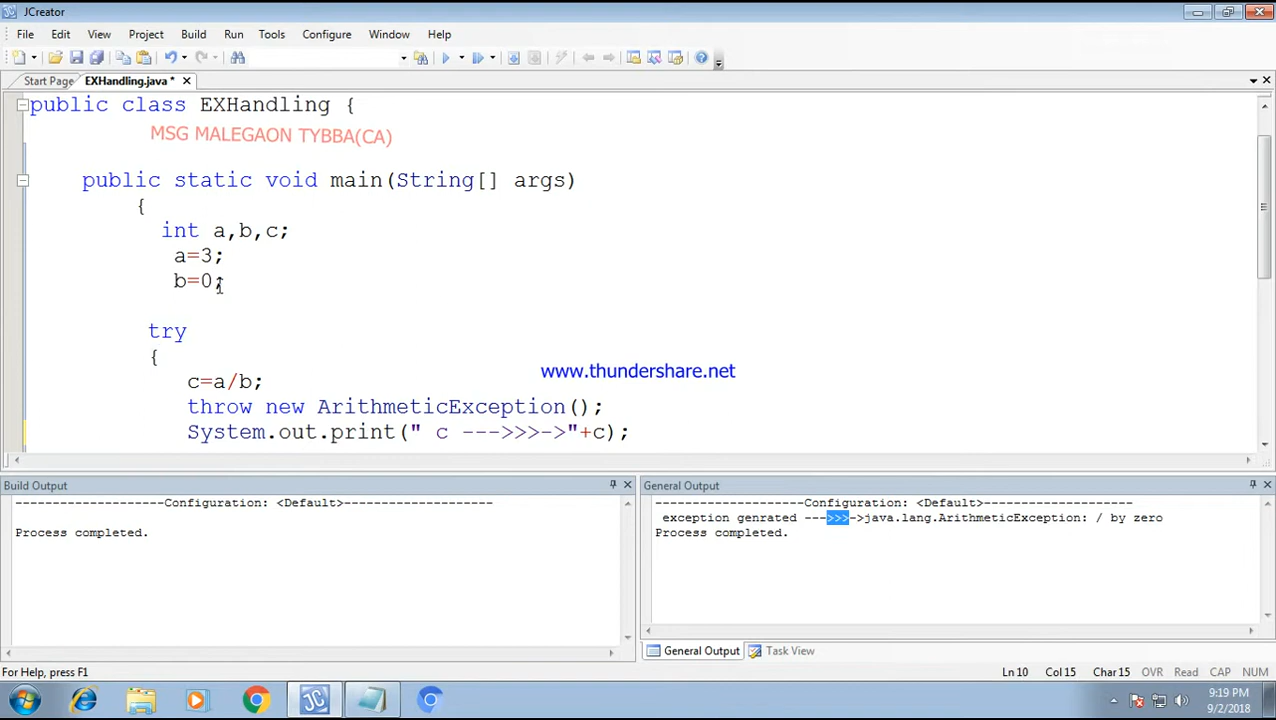 JCreator
File Edit View Project Build Run Tools Configure Window Help
Start Page EXHandling.java *
public class EXHandling {
MSG MALEGAON TYBBA(CA)
public static void main(String[] args)
{
int a,b,c;
a=3;
b=0;
try
{
www.thundershare.net
c=a/b;
throw new ArithmeticException();
System.out.print(" c --->>>->"+c);
Build Output
--------------------Configuration: <Default>--------------------
Process completed.
General Output
--------------------Configuration: <Default>--------------------
exception genrated --->>>->java.lang.ArithmeticException: / by zero
Process completed.
General Output Task View
For Help, press F1
Ln 10 Col 15 Char 15 OVR Read CAP NUM
JC
9:19 PM
9/2/2018